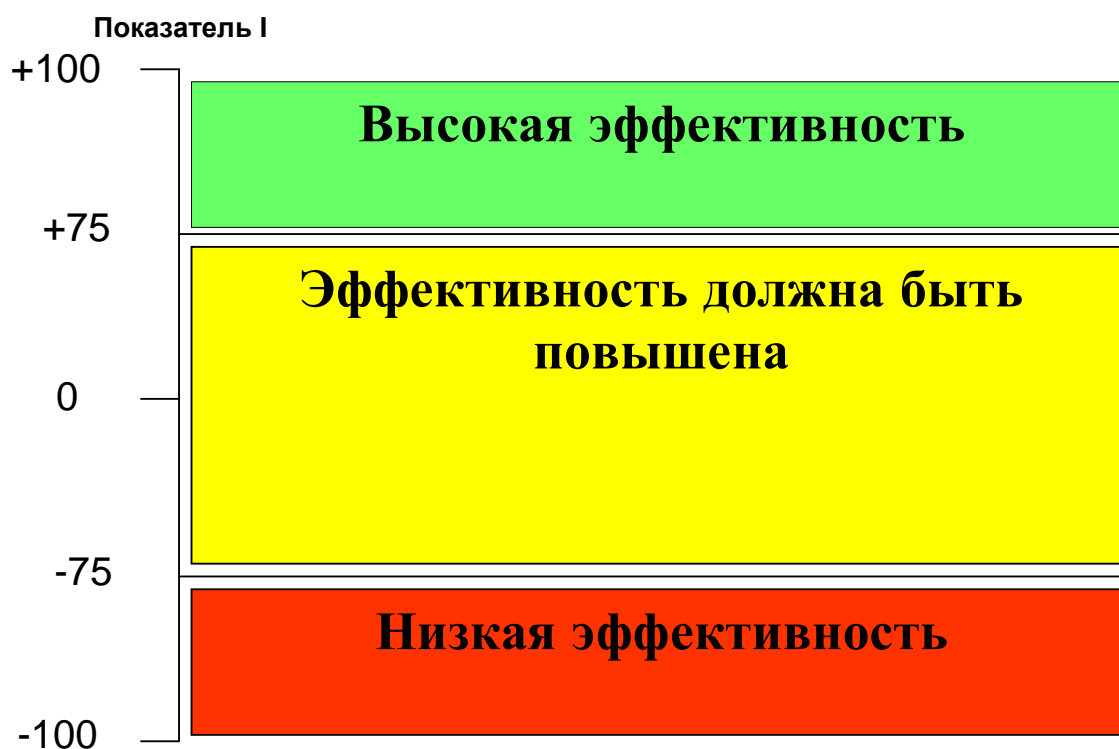 Показатель I
+100
Высокая эффективность
+75
Эффективность должна быть
повышена
0
-75
Низкая эффективность
-100